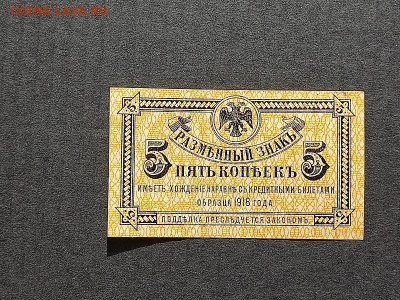 COINS.LAVE.RU
РАЗМѢННЫЙ ЗНАКЪ
5 5
ПЯТЬ КОПѢЕКЪ
ИМѢЕТЪ ХОЖДЕНІЕ НАРАВНѢ СЪ КРЕДИТНЫМИ БИЛЕТАМИ
ОБРАЗЦА 1918 ГОДА
ПОДДѢЛКА ПРЕСЛѢДУЕТСЯ ЗАКОНОМЪ.